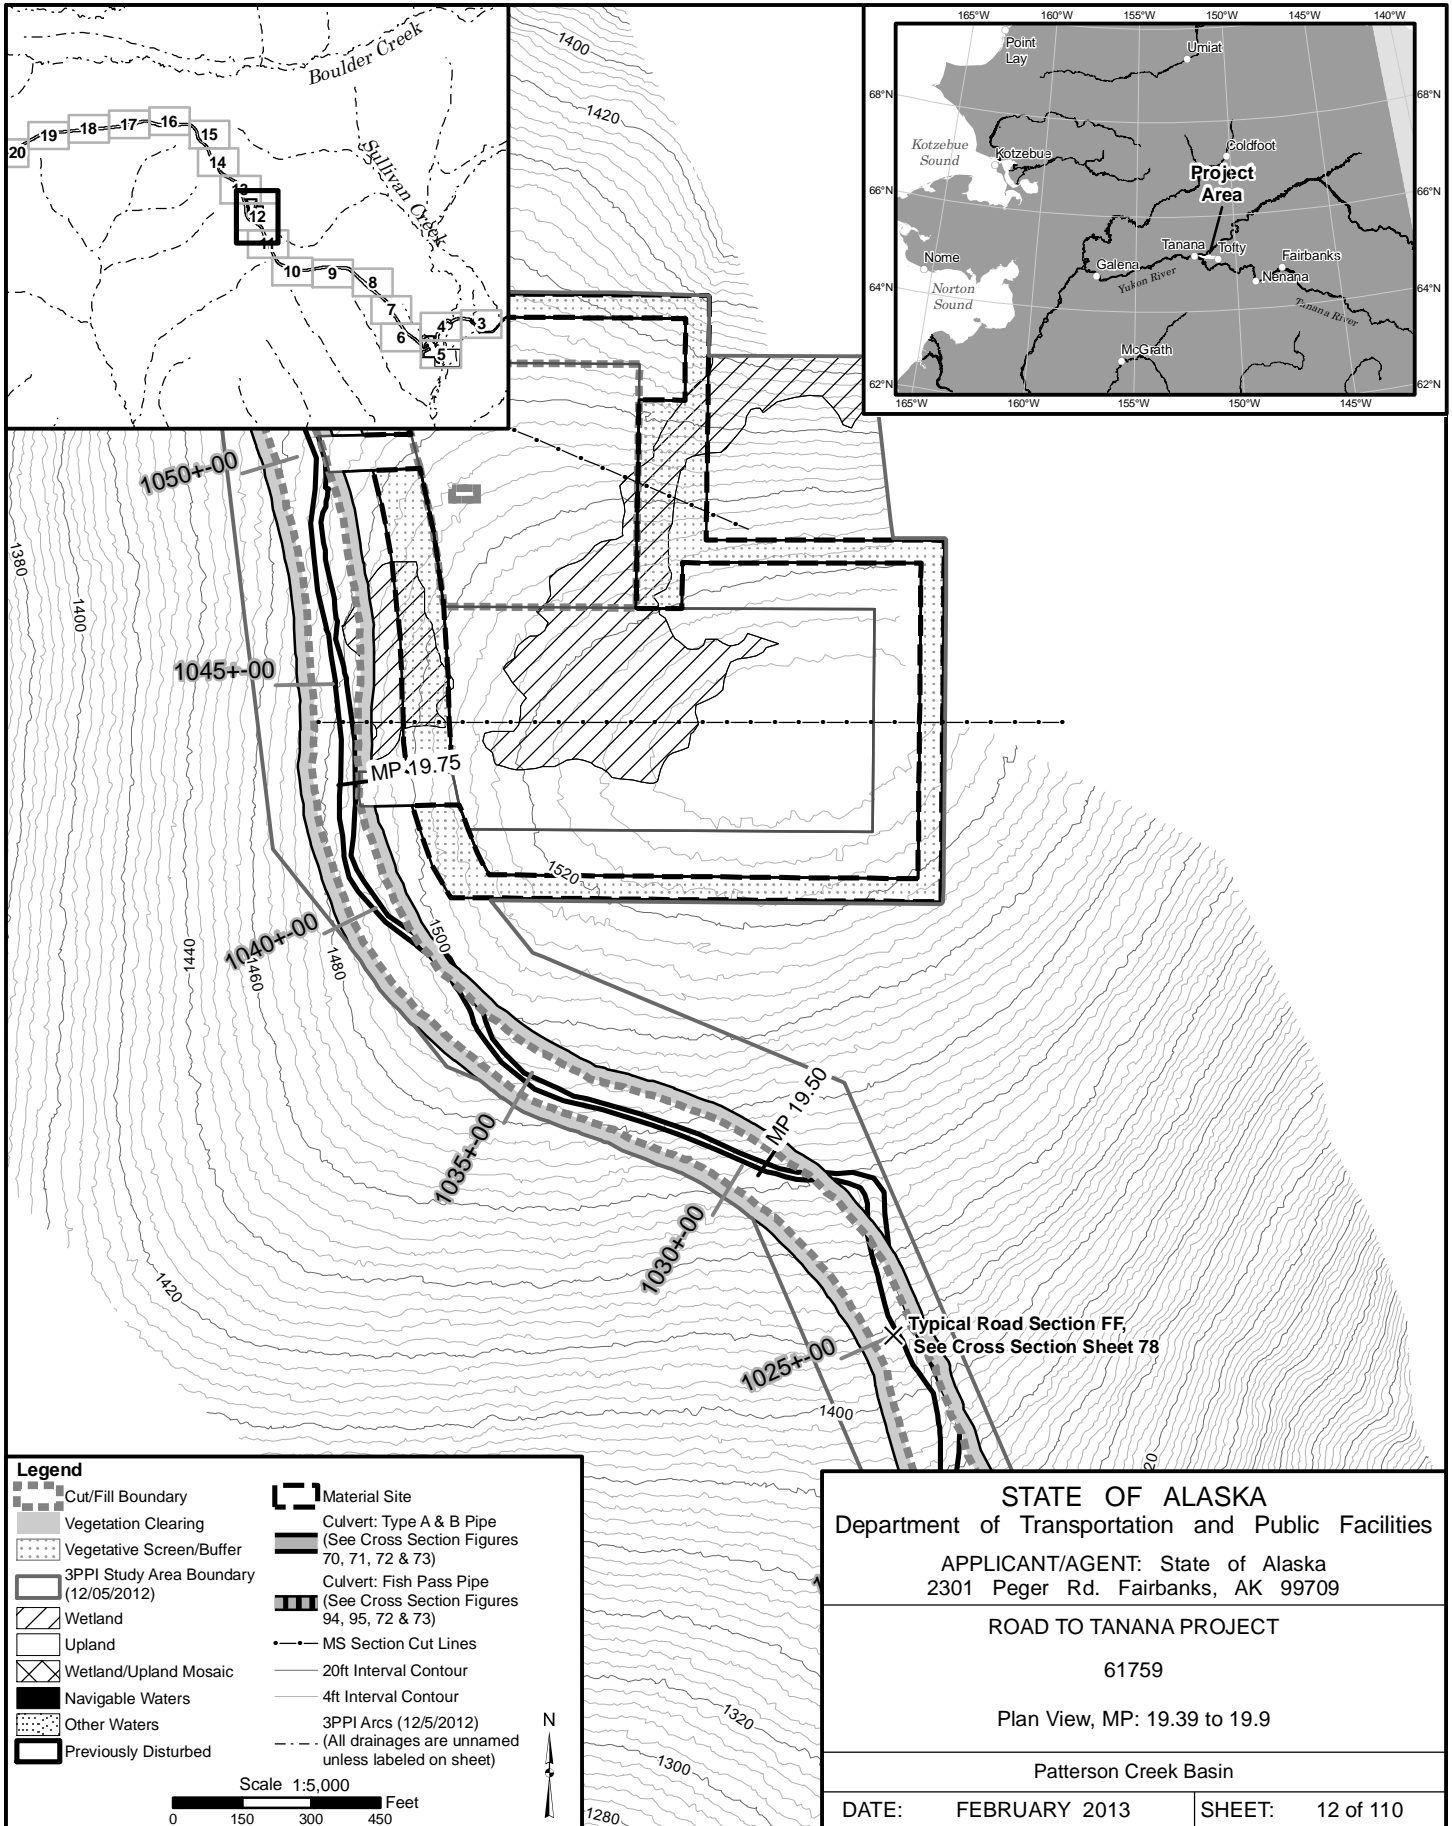 Boulder Creek
Sullivan Creek
20
19
18
17
16
15
14
13
12
11
10
9
8
7
6
5
4
3
165°W
160°W
155°W
150°W
145°W
140°W
68°N
68°N
66°N
66°N
64°N
64°N
62°N
62°N
165°W
160°W
155°W
150°W
145°W
Point
Lay
Umiat
Kotzebue
Sound
Kotzebue
Coldfoot
Project
Area
Tanana
Tofty
Fairbanks
Nenana
Galena
Yukon River
Tanana River
Nome
Norton
Sound
McGrath
1400
1420
1050+-00
1380
1400
1045+-00
MP 19.75
1520
1040+-00
1500
1480
1460
1440
MP 19.50
1035+-00
1030+-00
1420
Typical Road Section FF,
See Cross Section Sheet 78
1025+-00
1400
20
1320
1300
1280
Legend
Cut/Fill Boundary
Vegetation Clearing
Vegetative Screen/Buffer
3PPI Study Area Boundary
(12/05/2012)
Wetland
Upland
Wetland/Upland Mosaic
Navigable Waters
Other Waters
Previously Disturbed
Material Site
Culvert: Type A & B Pipe
(See Cross Section Figures
70, 71, 72 & 73)
Culvert: Fish Pass Pipe
(See Cross Section Figures
94, 95, 72 & 73)
MS Section Cut Lines
20ft Interval Contour
4ft Interval Contour
3PPI Arcs (12/5/2012)
(All drainages are unnamed
unless labeled on sheet)
N
Scale 1:5,000
Feet
0 150 300 450
STATE OF ALASKA
Department of Transportation and Public Facilities
APPLICANT/AGENT: State of Alaska
2301 Peger Rd. Fairbanks, AK 99709
ROAD TO TANANA PROJECT
61759
Plan View, MP: 19.39 to 19.9
Patterson Creek Basin
DATE: FEBRUARY 2013
SHEET: 12 of 110